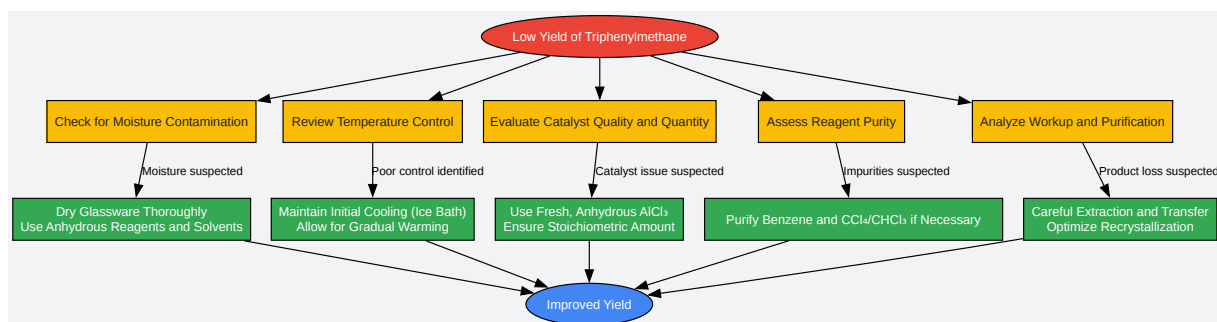 Low Yield of Triphenylmethane
Check for Moisture Contamination
Review Temperature Control
Evaluate Catalyst Quality and Quantity
Assess Reagent Purity
Analyze Workup and Purification
Moisture suspected
Poor control identified
Catalyst issue suspected
Impurities suspected
Product loss suspected
Dry Glassware Thoroughly
Use Anhydrous Reagents and Solvents
Maintain Initial Cooling (Ice Bath)
Allow for Gradual Warming
Use Fresh, Anhydrous AlCl₃
Ensure Stoichiometric Amount
Purify Benzene and CCl₄/CHCl₃ if Necessary
Careful Extraction and Transfer
Optimize Recrystallization
Improved Yield